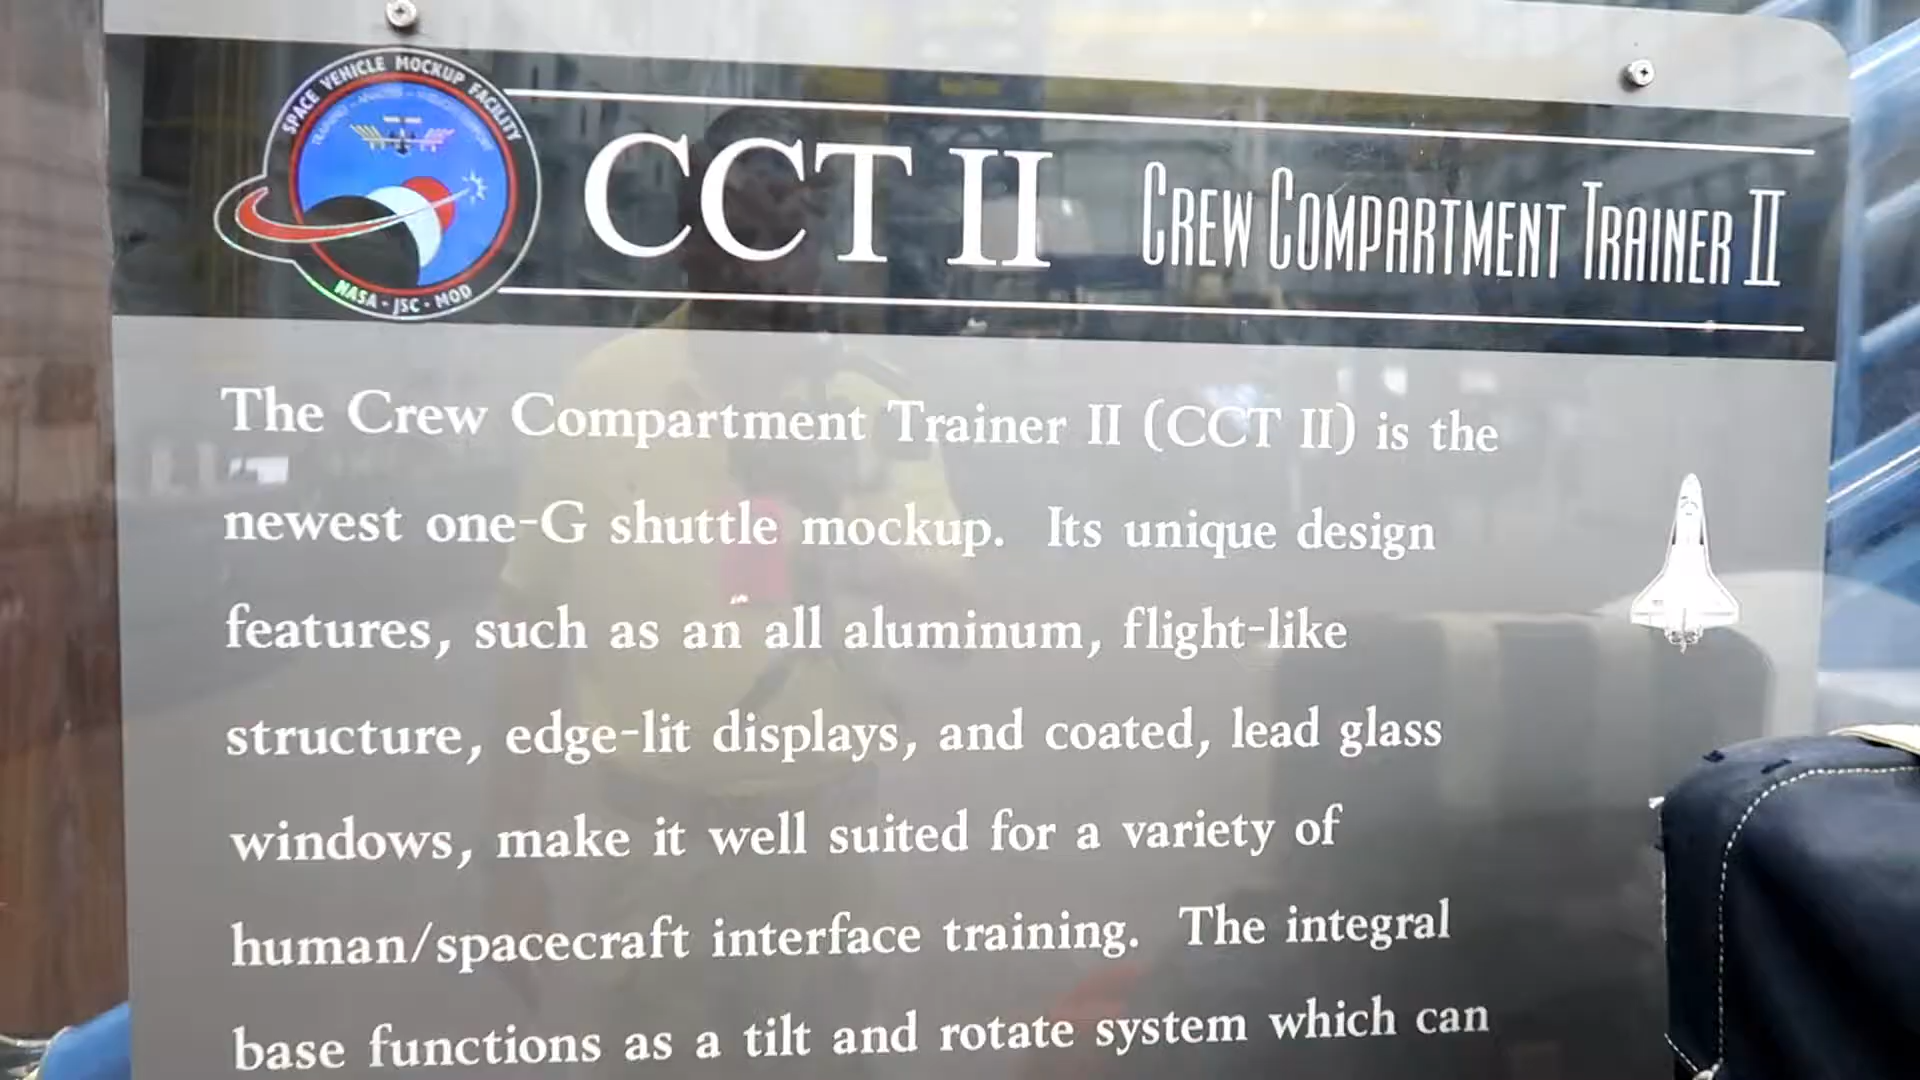 SPACE VEHICLE MOCKUP FACILITY
NASA - JSC - MOD
CCT II
CREW COMPARTMENT TRAINER II
The Crew Compartment Trainer II (CCT II) is the
newest one-G shuttle mockup. Its unique design
features, such as an all aluminum, flight-like
structure, edge-lit displays, and coated, lead glass
windows, make it well suited for a variety of
human/spacecraft interface training. The integral
base functions as a tilt and rotate system which can